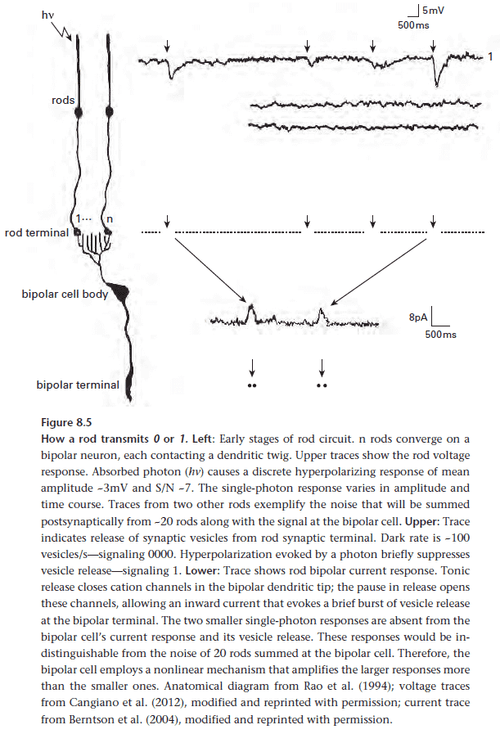 hν
5mV
500ms
1
rods
1... n
rod terminal
bipolar cell body
8pA
500ms
bipolar terminal
Figure 8.5
How a rod transmits 0 or 1. Left: Early stages of rod circuit. n rods converge on a
bipolar neuron, each contacting a dendritic twig. Upper traces show the rod voltage
response. Absorbed photon (hν) causes a discrete hyperpolarizing response of mean
amplitude ~3mV and S/N ~7. The single-photon response varies in amplitude and
time course. Traces from two other rods exemplify the noise that will be summed
postsynaptically from ~20 rods along with the signal at the bipolar cell. Upper: Trace
indicates release of synaptic vesicles from rod synaptic terminal. Dark rate is ~100
vesicles/s—signaling 0000. Hyperpolarization evoked by a photon briefly suppresses
vesicle release—signaling 1. Lower: Trace shows rod bipolar current response. Tonic
release closes cation channels in the bipolar dendritic tip; the pause in release opens
these channels, allowing an inward current that evokes a brief burst of vesicle release
at the bipolar terminal. The two smaller single-photon responses are absent from the
bipolar cell's current response and its vesicle release. These responses would be in-
distinguishable from the noise of 20 rods summed at the bipolar cell. Therefore, the
bipolar cell employs a nonlinear mechanism that amplifies the larger responses more
than the smaller ones. Anatomical diagram from Rao et al. (1994); voltage traces
from Cangiano et al. (2012), modified and reprinted with permission; current trace
from Berntson et al. (2004), modified and reprinted with permission.